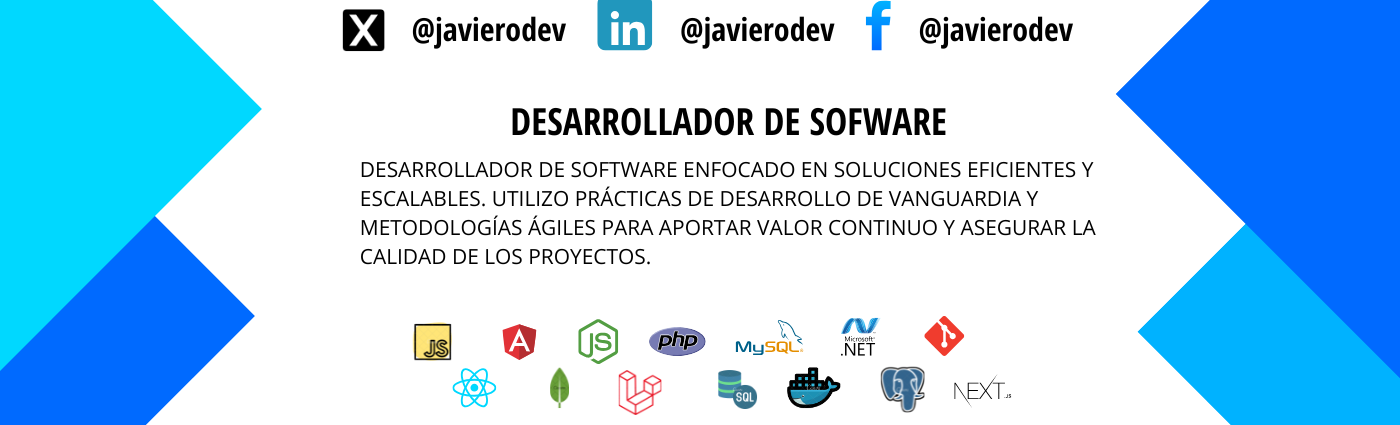 X @javierodev in @javierodev f @javierodev
DESARROLLADOR DE SOFWARE
DESARROLLADOR DE SOFTWARE ENFOCADO EN SOLUCIONES EFICIENTES Y
ESCALABLES. UTILIZO PRÁCTICAS DE DESARROLLO DE VANGUARDIA Y
METODOLOGÍAS ÁGILES PARA APORTAR VALOR CONTINUO Y ASEGURAR LA
CALIDAD DE LOS PROYECTOS.
JS A JS php MySQL Microsoft .NET
SQL NEXT.JS